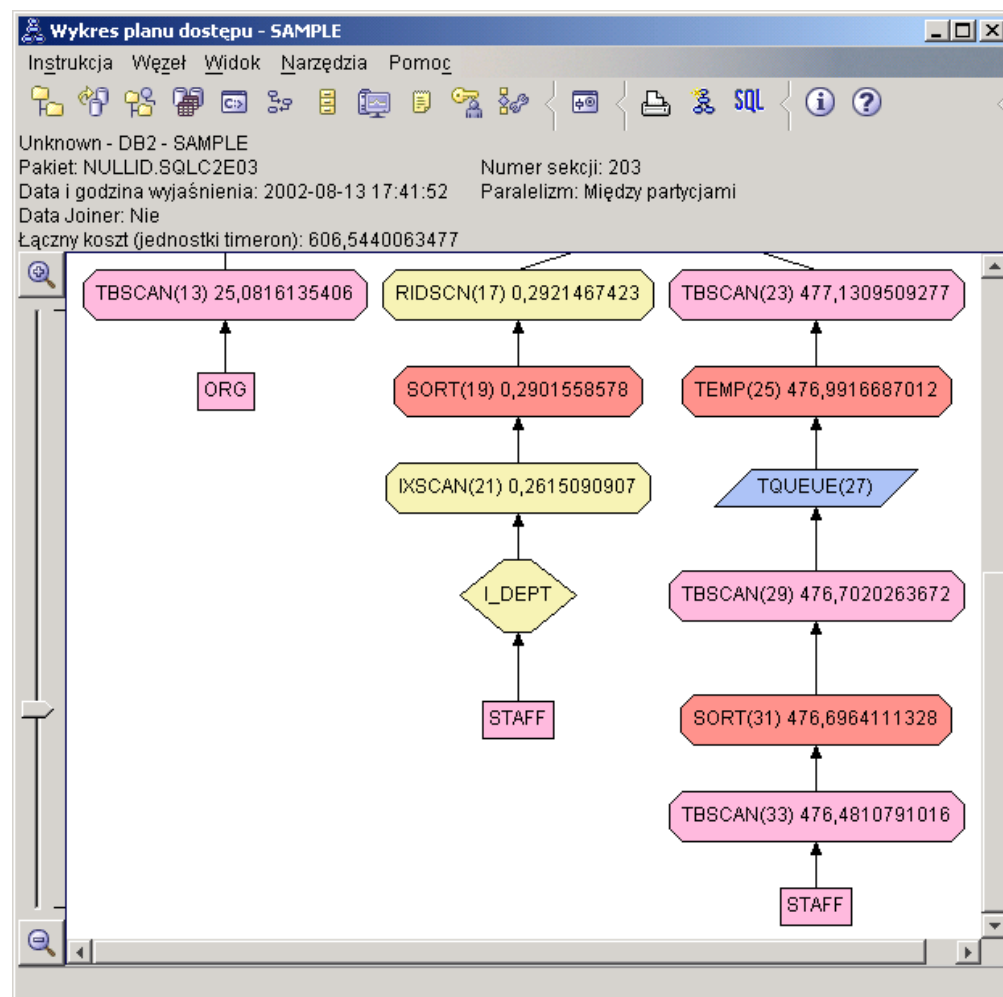 Wykres planu dostępu - SAMPLE
Instrukcja Węzeł Widok Narzędzia Pomoc
C:> SQL
Unknown - DB2 - SAMPLE
Pakiet: NULLID.SQLC2E03 Numer sekcji: 203
Data i godzina wyjaśnienia: 2002-08-13 17:41:52 Paralelizm: Między partycjami
Data Joiner: Nie
Łączny koszt (jednostki timeron): 606,5440063477
TBSCAN(13) 25,0816135406 RIDSCN(17) 0,2921467423 TBSCAN(23) 477,1309509277
ORG SORT(19) 0,2901558578 TEMP(25) 476,9916687012
IXSCAN(21) 0,2615090907 TQUEUE(27)
I_DEPT TBSCAN(29) 476,7020263672
STAFF SORT(31) 476,6964111328
TBSCAN(33) 476,4810791016
STAFF